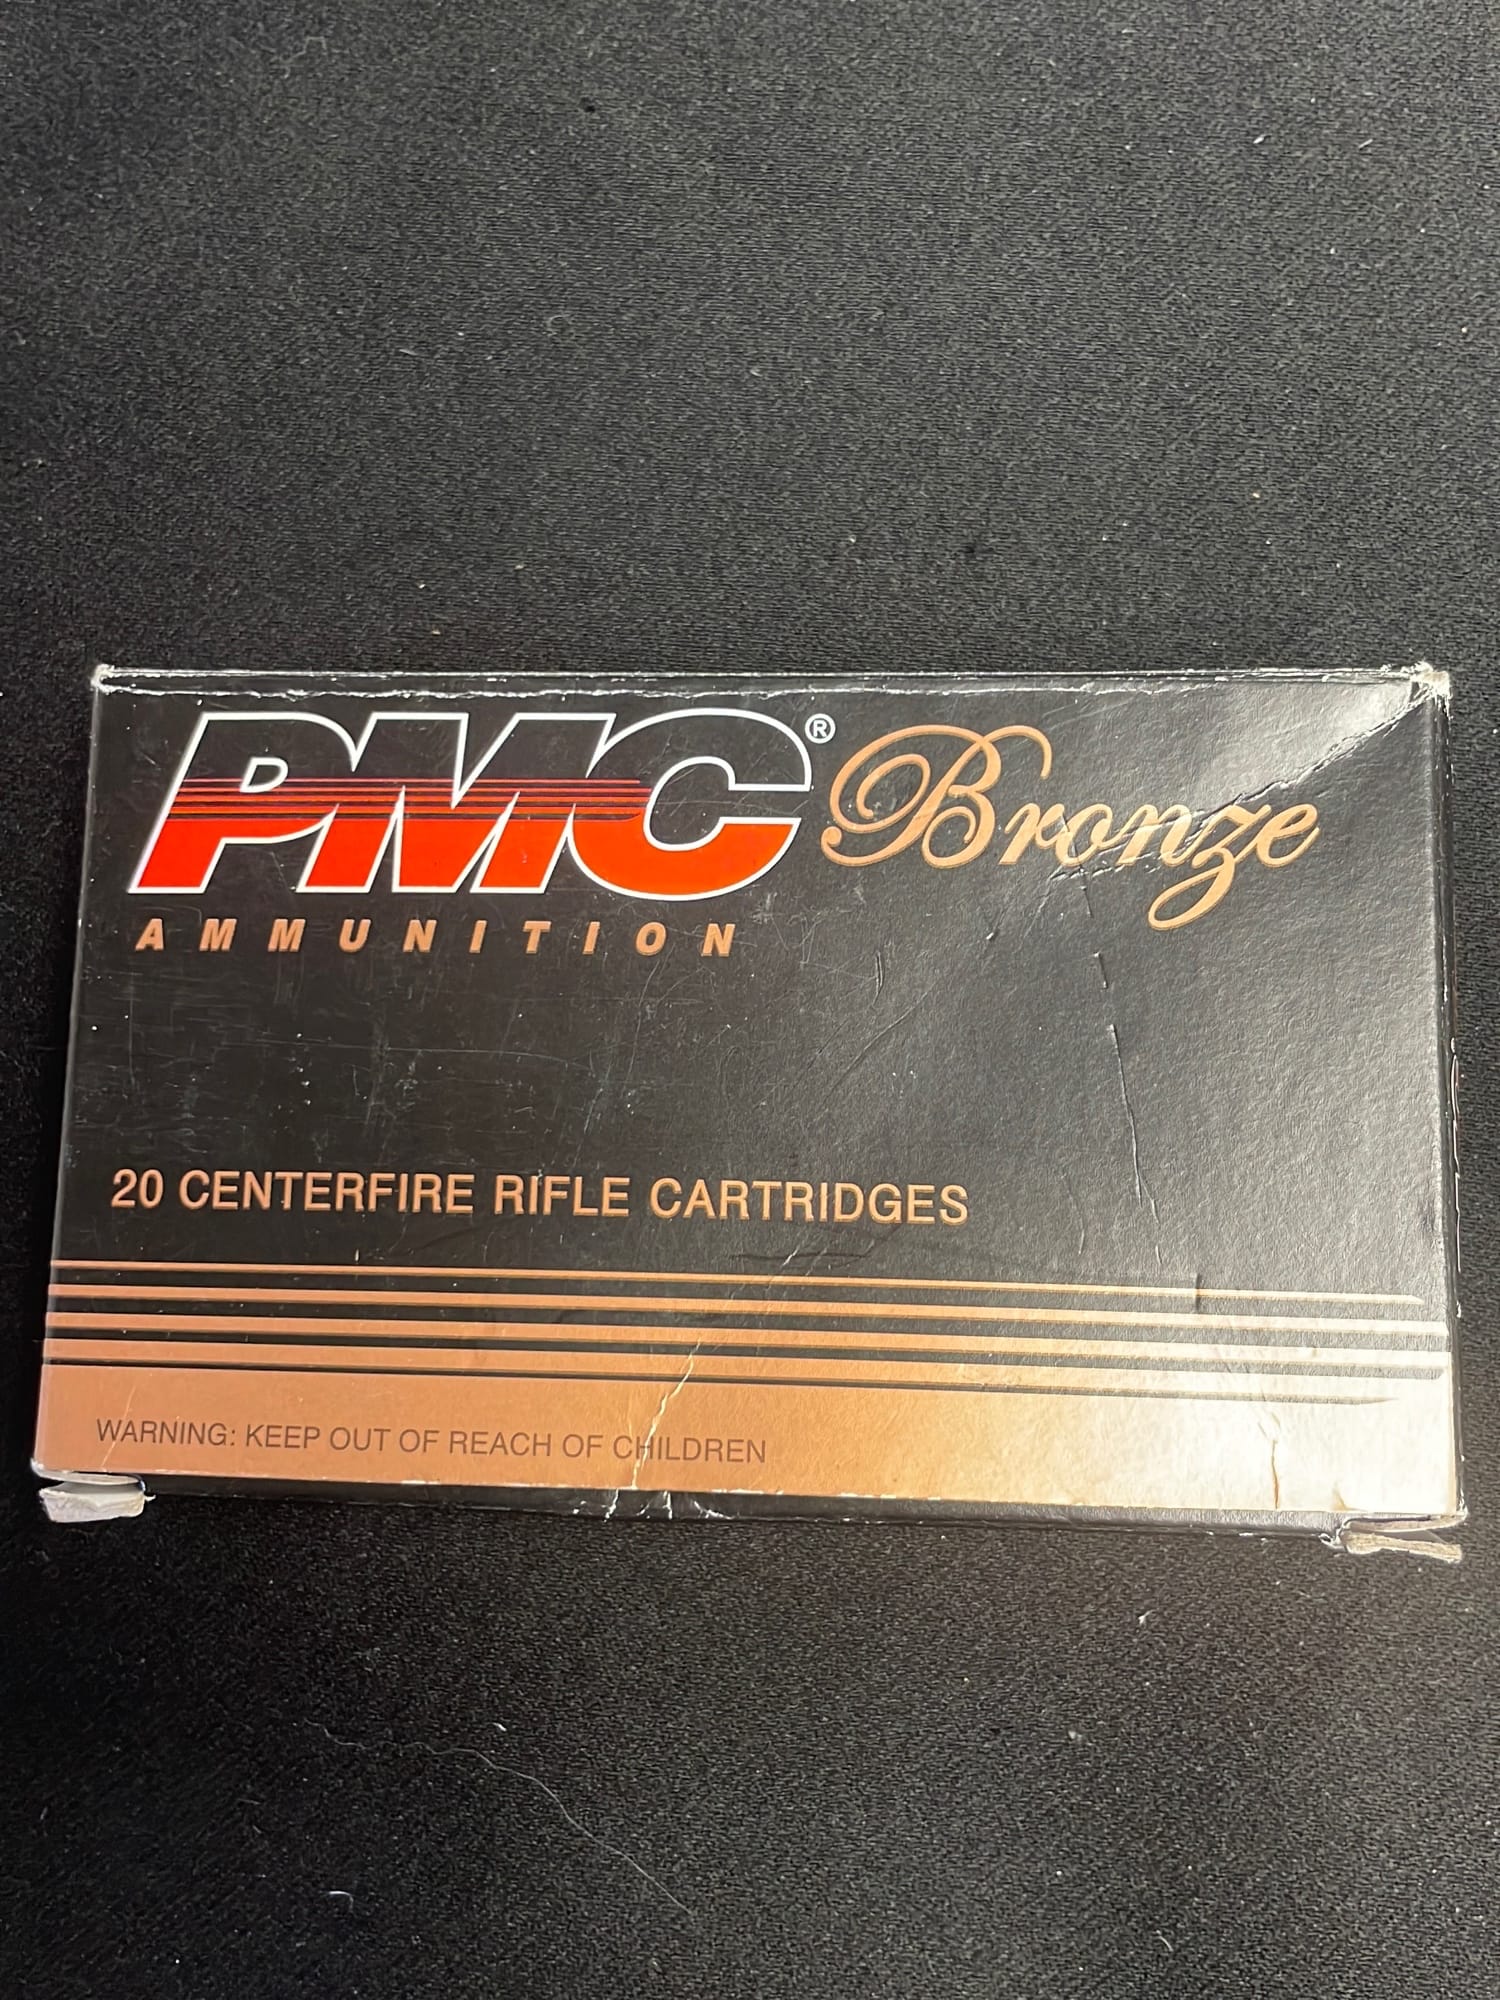 PMC® Bronze
AMMUNITION
20 CENTERFIRE RIFLE CARTRIDGES
WARNING: KEEP OUT OF REACH OF CHILDREN